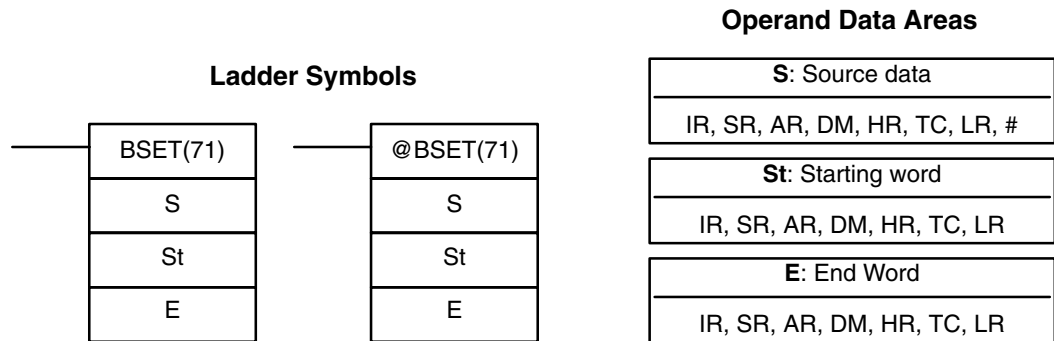 Ladder Symbols
BSET(71)
S
St
E
@BSET(71)
S
St
E
Operand Data Areas
S: Source data
IR, SR, AR, DM, HR, TC, LR, #
St: Starting word
IR, SR, AR, DM, HR, TC, LR
E: End Word
IR, SR, AR, DM, HR, TC, LR